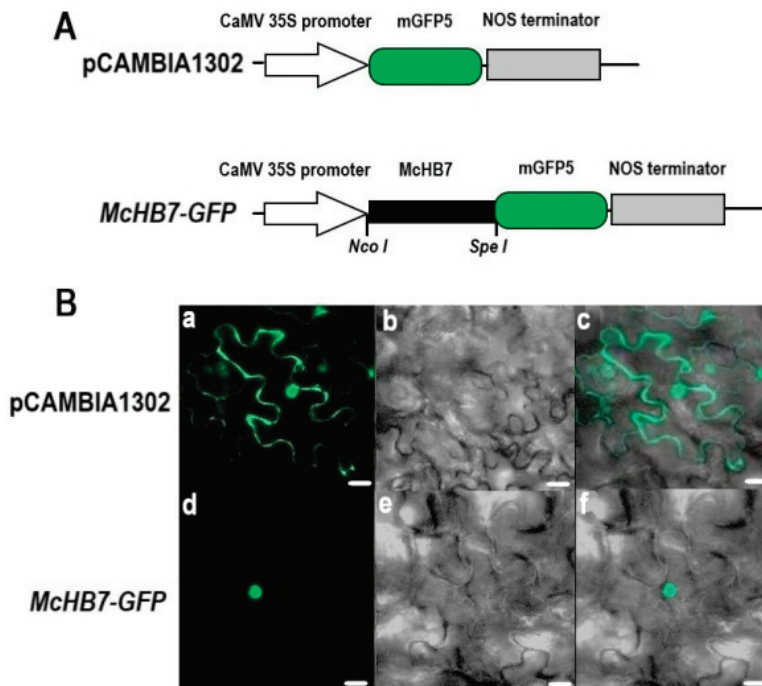 A
CaMV 35S promoter mGFP5 NOS terminator
pCAMBIA1302
CaMV 35S promoter McHB7 mGFP5 NOS terminator
McHB7-GFP
Nco I Spe I
B
a b c
pCAMBIA1302
d e f
McHB7-GFP